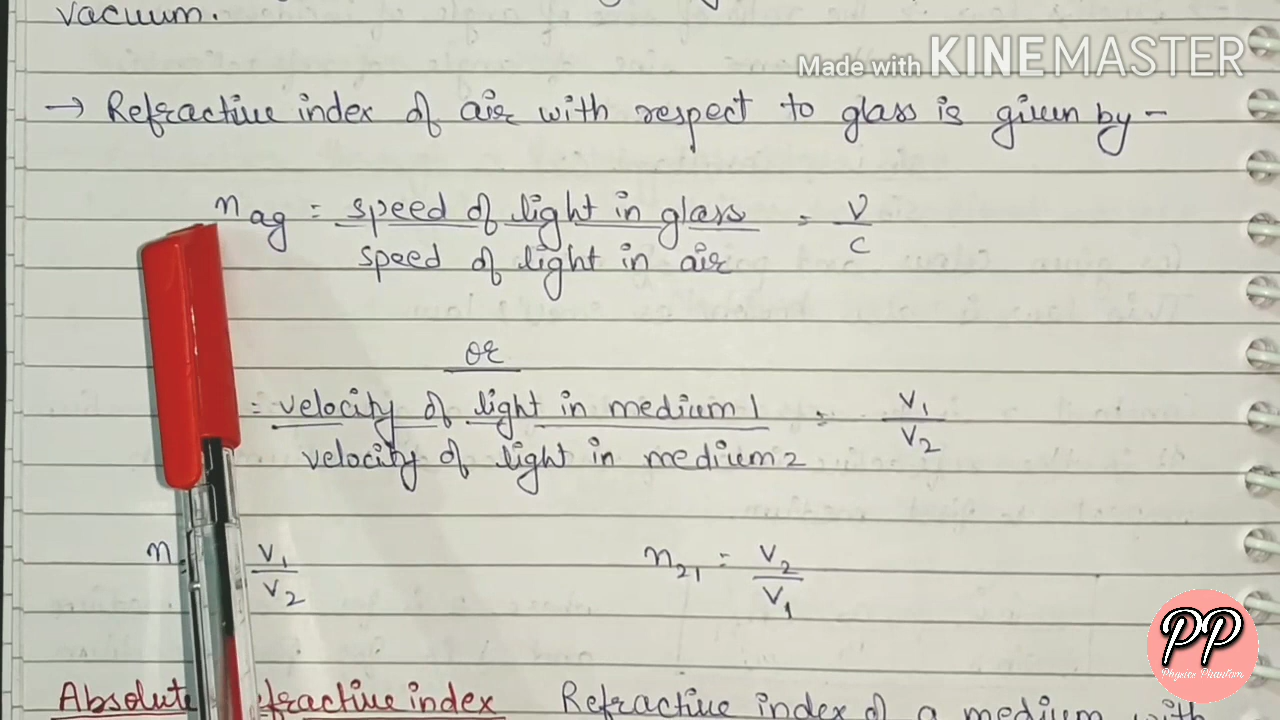 vacuum.
Made with KINEMASTER
→ Refractive index of air with respect to glass is given by -
n ag = speed of light in glass / speed of light in air = v / c
or
= velocity of light in medium 1 / velocity of light in medium 2 = v₁ / v₂
n v₁ / v₂ n₂₁ = v₂ / v₁
Absolute refractive index Refractive index of a medium with
PP
Physics Phantom